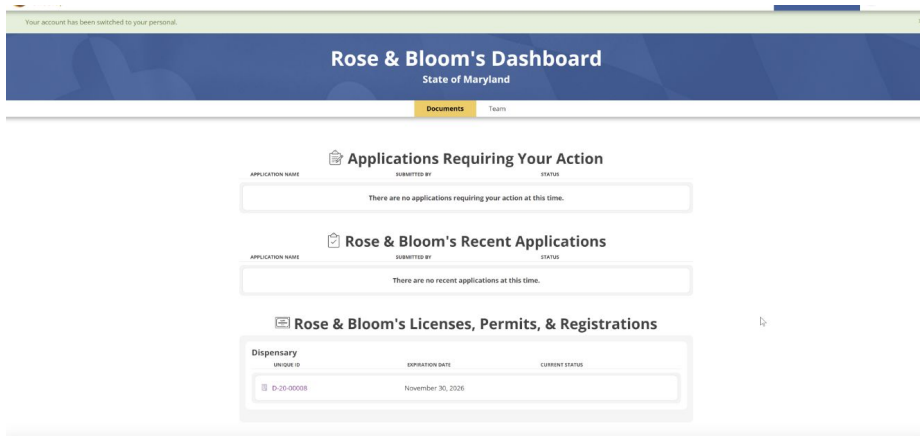 Your account has been switched to your personal.
Rose & Bloom's Dashboard
State of Maryland
Documents Team
Applications Requiring Your Action
APPLICATION NAME SUBMITTED BY STATUS
There are no applications requiring your action at this time.
Rose & Bloom's Recent Applications
APPLICATION NAME SUBMITTED BY STATUS
There are no recent applications at this time.
Rose & Bloom's Licenses, Permits, & Registrations
Dispensary
UNIQUE ID EXPIRATION DATE CURRENT STATUS
D-20-00008 November 30, 2026